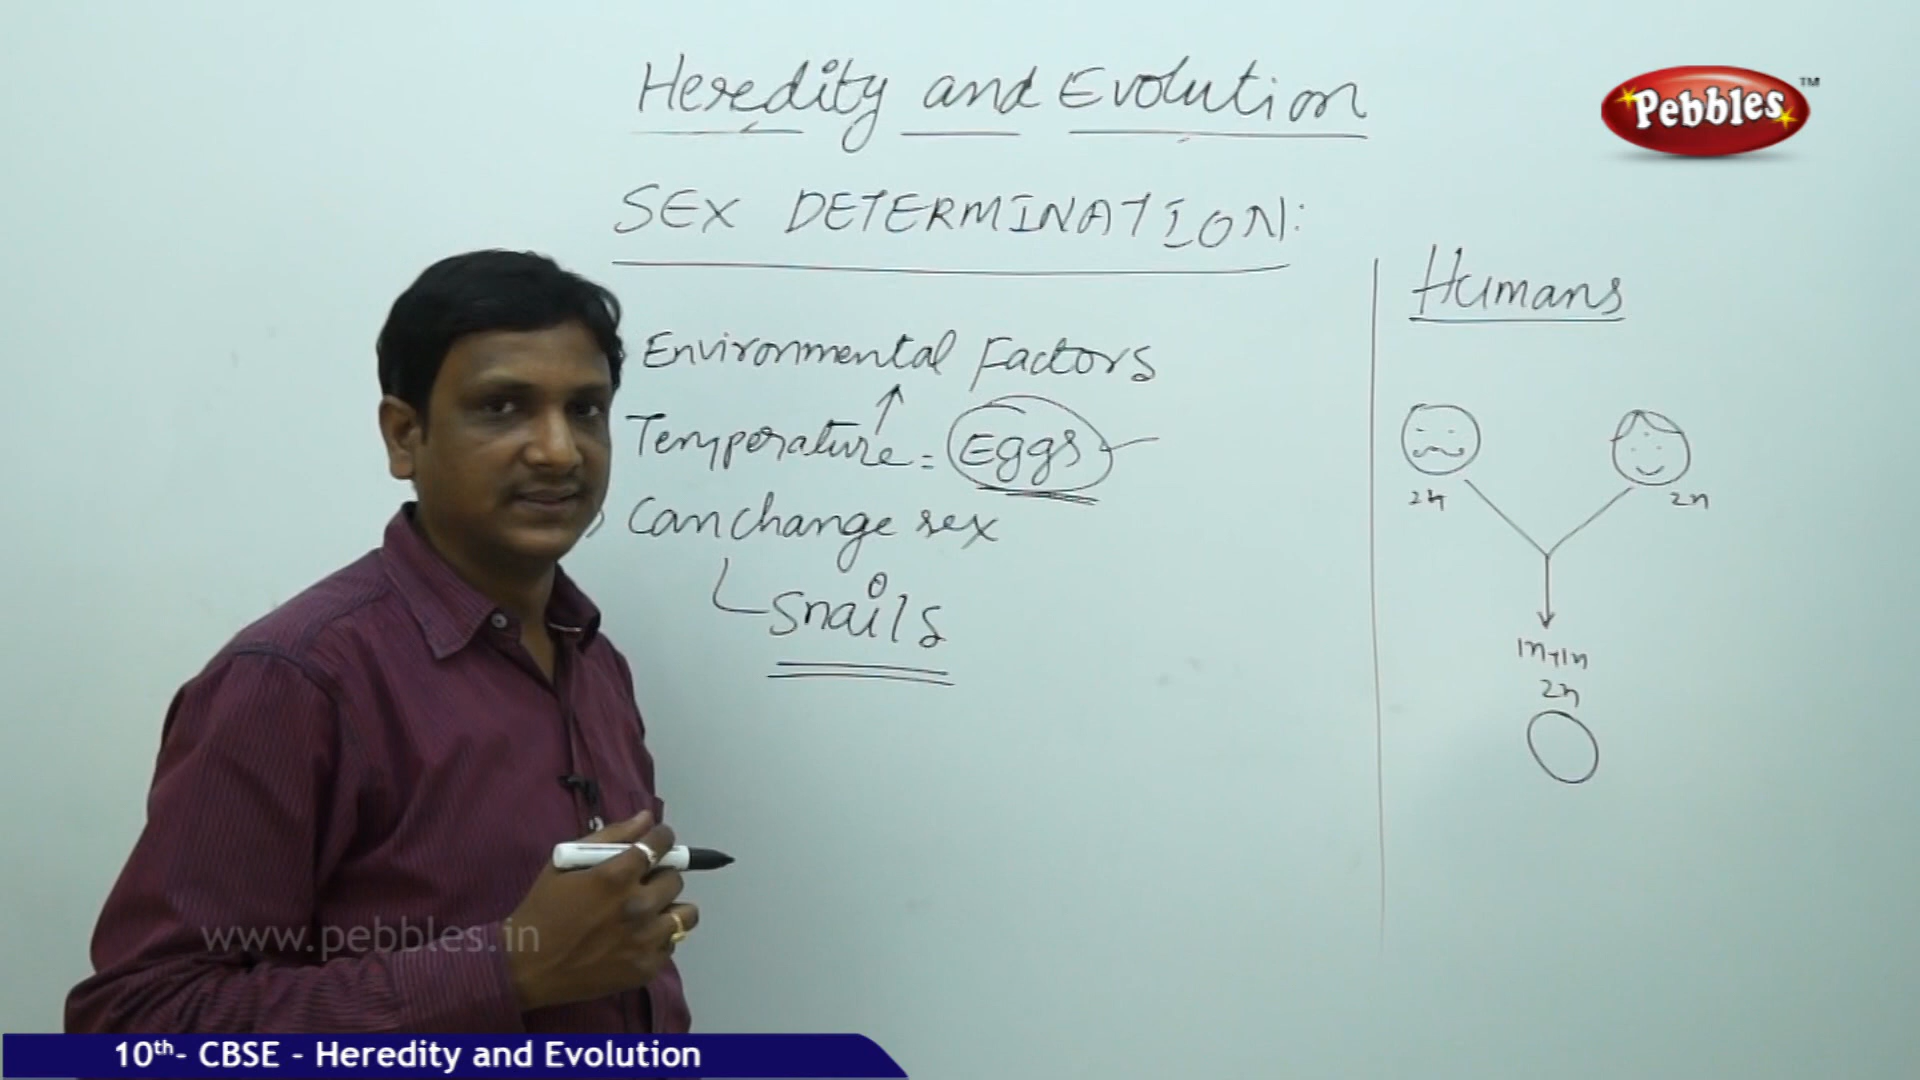 Heredity and Evolution
Pebbles™
SEX DETERMINATION:
Humans
Environmental Factors
Temperature = Eggs
2n 2n
Can change sex
Snails
1n+1n
2n
www.pebbles.in
10th- CBSE - Heredity and Evolution